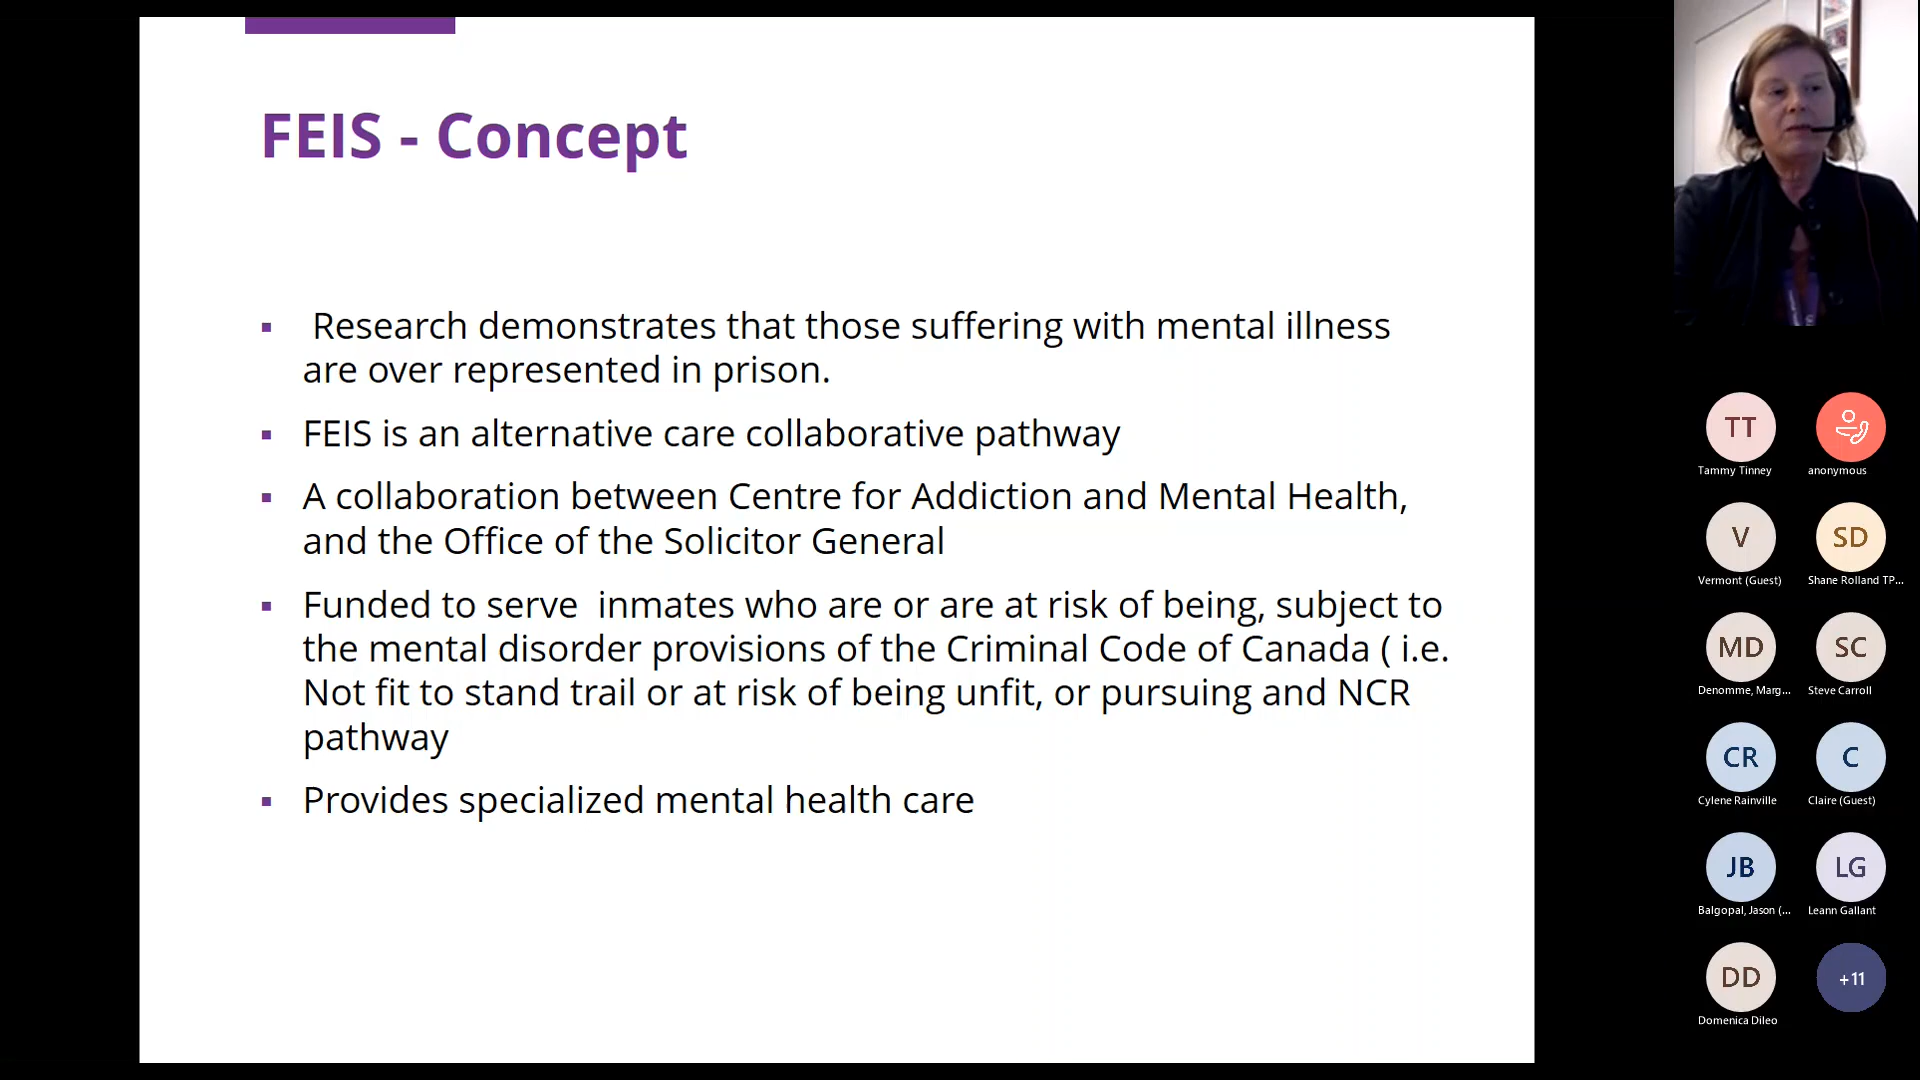 FEIS - Concept
▪ Research demonstrates that those suffering with mental illness
are over represented in prison.
▪ FEIS is an alternative care collaborative pathway
▪ A collaboration between Centre for Addiction and Mental Health,
and the Office of the Solicitor General
▪ Funded to serve  inmates who are or are at risk of being, subject to
the mental disorder provisions of the Criminal Code of Canada ( i.e.
Not fit to stand trail or at risk of being unfit, or pursuing and NCR
pathway
▪ Provides specialized mental health care
TT
Tammy Tinney
anonymous
V
SD
Vermont (Guest)
Shane Rolland TP...
MD
SC
Denomme, Marg...
Steve Carroll
CR
C
Cylene Rainville
Claire (Guest)
JB
LG
Balgopal, Jason (...
Leann Gallant
DD
+11
Domenica Dileo